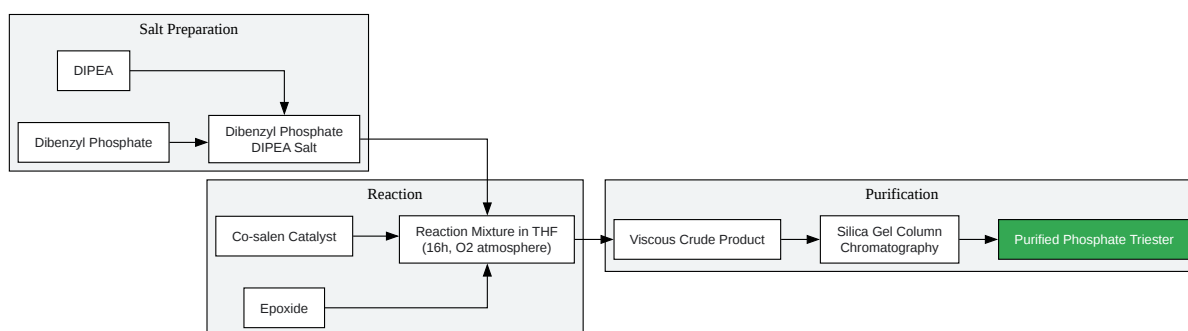 Salt Preparation
DIPEA
Dibenzyl Phosphate
Dibenzyl Phosphate
DIPEA Salt
Reaction
Co-salen Catalyst
Reaction Mixture in THF
(16h, O2 atmosphere)
Epoxide
Purification
Viscous Crude Product
Silica Gel Column
Chromatography
Purified Phosphate Triester